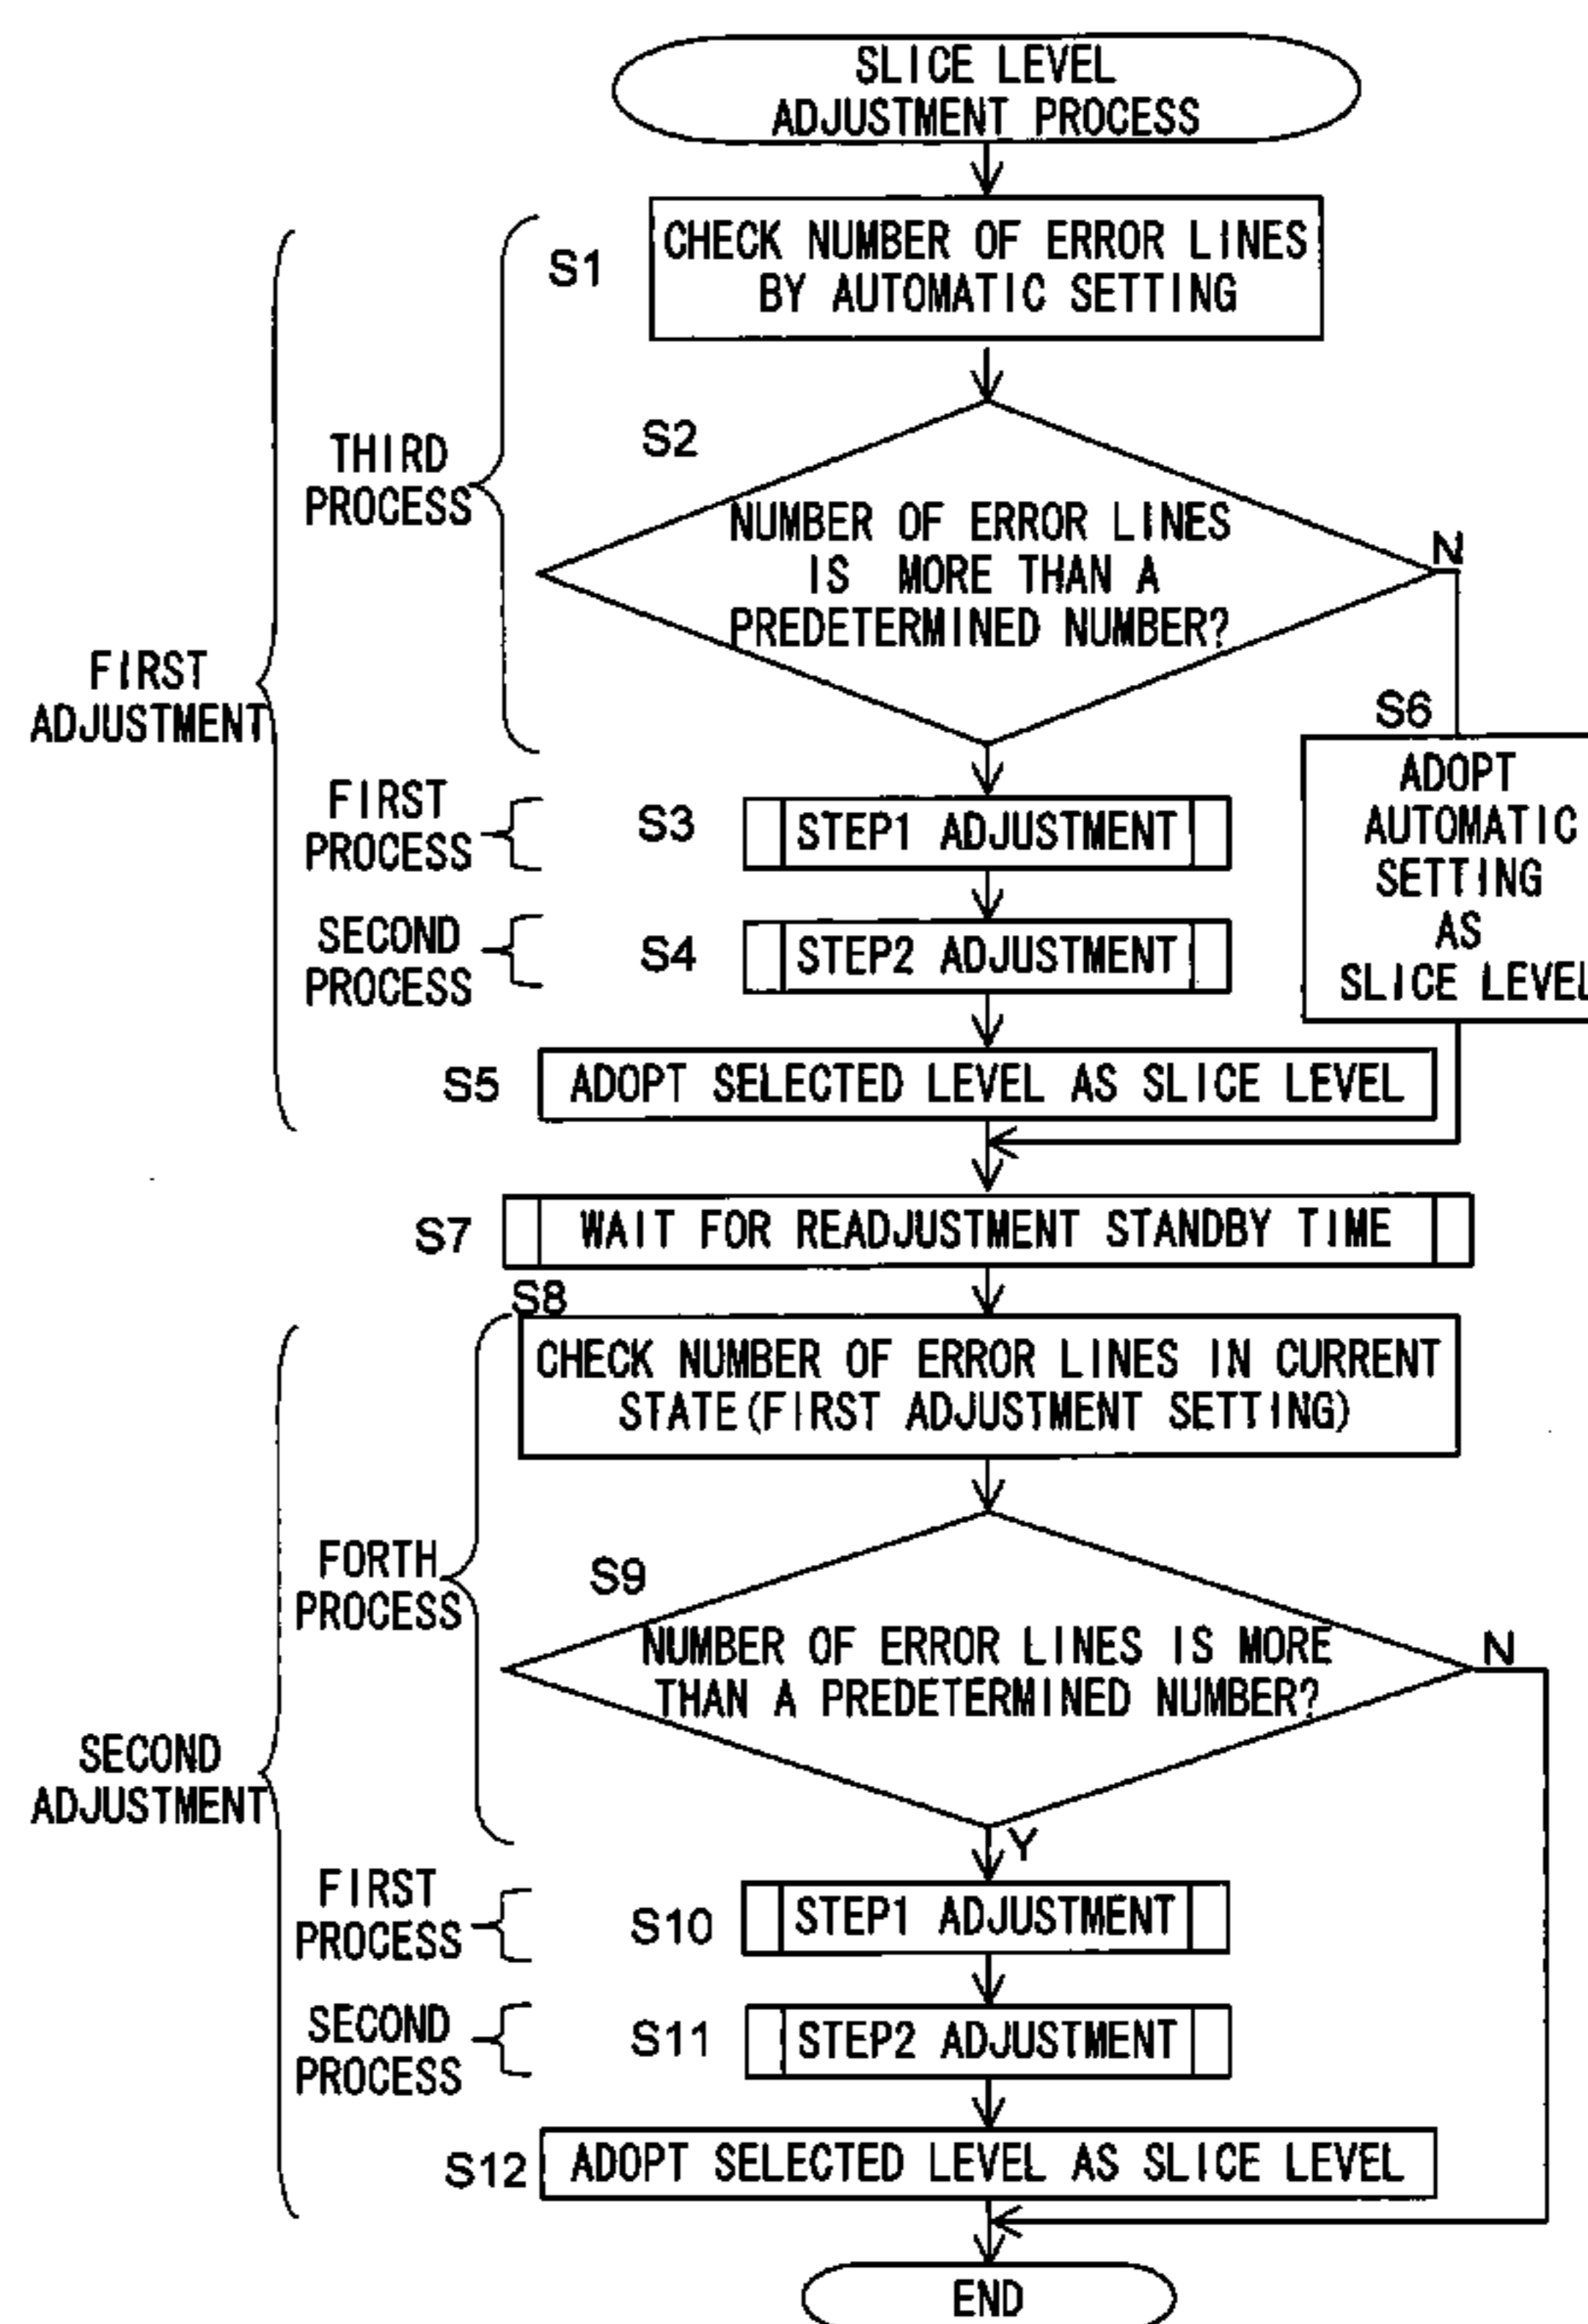 SLICE LEVEL
ADJUSTMENT PROCESS
S1
CHECK NUMBER OF ERROR LINES
BY AUTOMATIC SETTING
THIRD
PROCESS
S2
NUMBER OF ERROR LINES
IS MORE THAN A
PREDETERMINED NUMBER?
N
FIRST
ADJUSTMENT
S6
ADOPT
AUTOMATIC
SETTING
AS
SLICE LEVEL
FIRST
PROCESS
S3
STEP1 ADJUSTMENT
SECOND
PROCESS
S4
STEP2 ADJUSTMENT
S5
ADOPT SELECTED LEVEL AS SLICE LEVEL
S7
WAIT FOR READJUSTMENT STANDBY TIME
S8
CHECK NUMBER OF ERROR LINES IN CURRENT
STATE(FIRST ADJUSTMENT SETTING)
FORTH
PROCESS
S9
NUMBER OF ERROR LINES IS MORE
THAN A PREDETERMINED NUMBER?
N
Y
SECOND
ADJUSTMENT
FIRST
PROCESS
S10
STEP1 ADJUSTMENT
SECOND
PROCESS
S11
STEP2 ADJUSTMENT
S12
ADOPT SELECTED LEVEL AS SLICE LEVEL
END